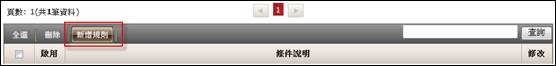 頁數：1(共1筆資料)
1
全選 刪除 新增規則 查詢
啟用 條件說明 修改